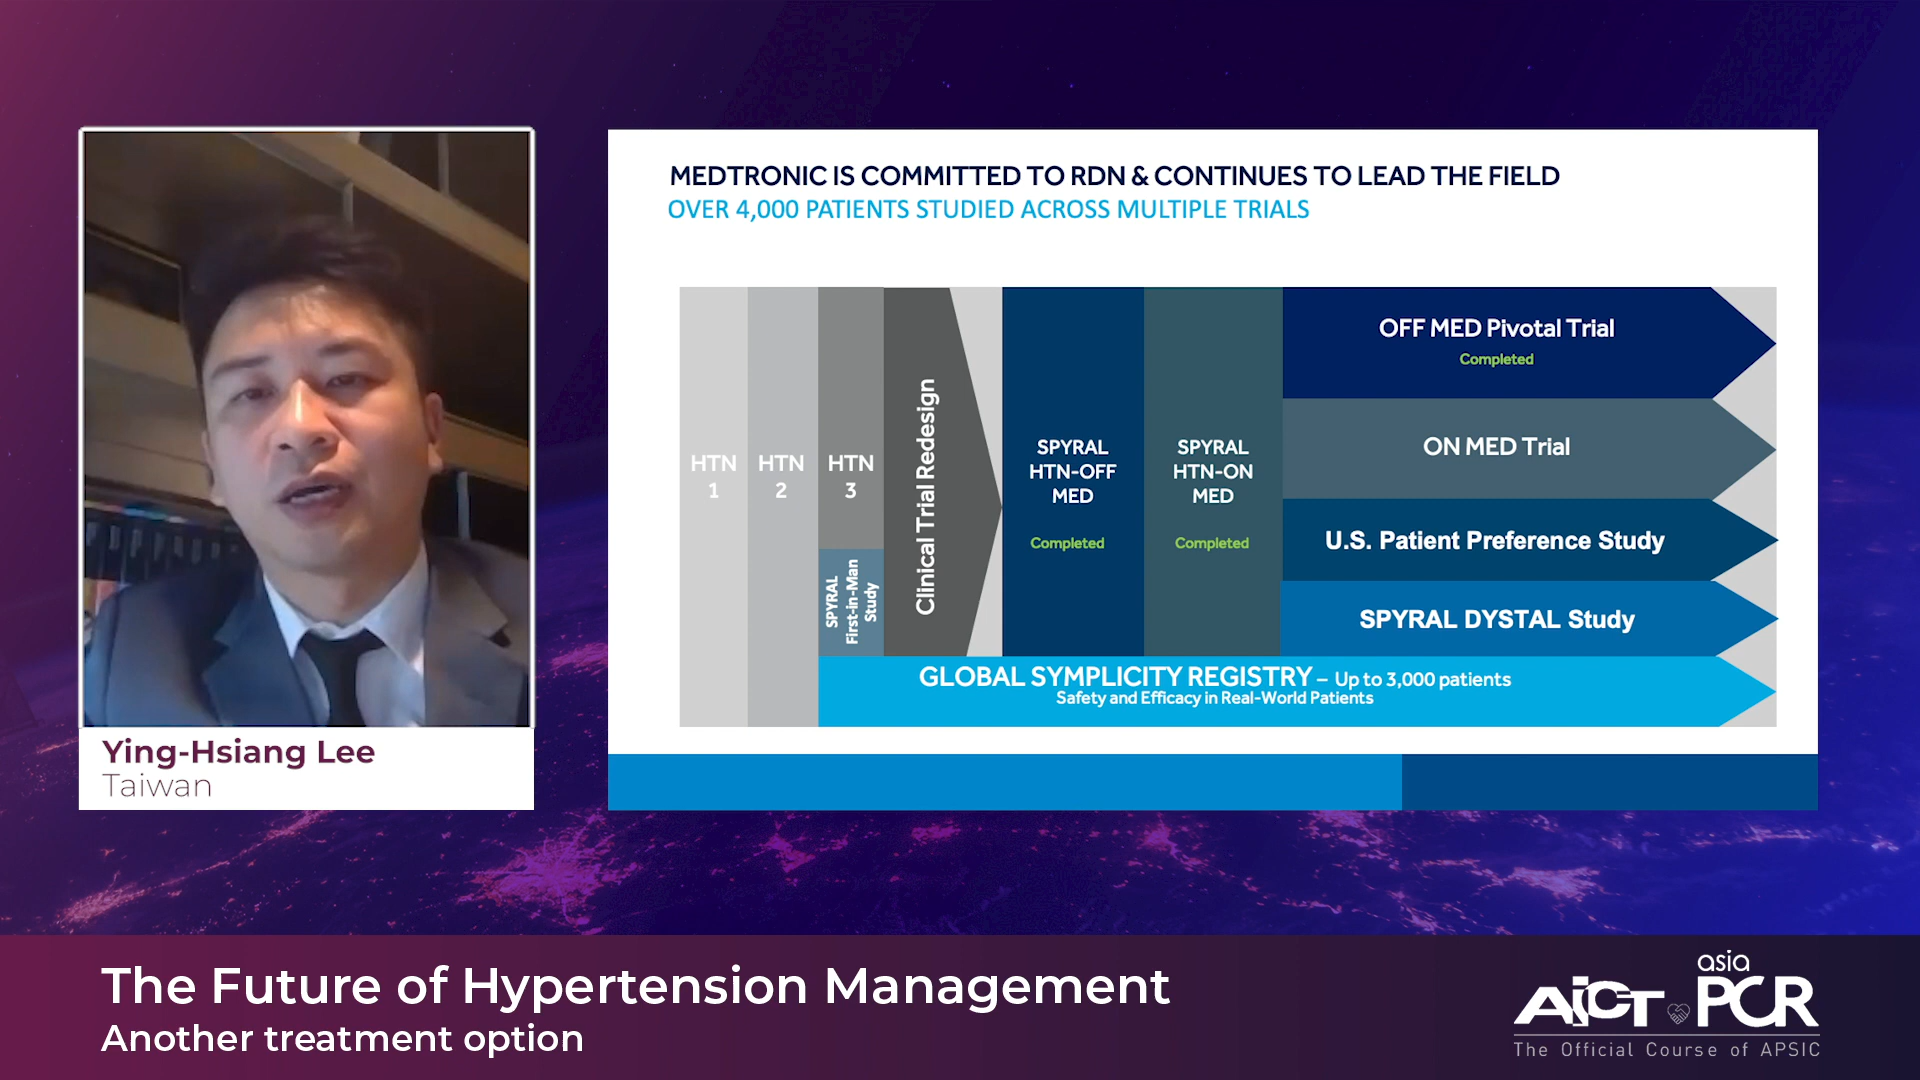 MEDTRONIC IS COMMITTED TO RDN & CONTINUES TO LEAD THE FIELD
OVER 4,000 PATIENTS STUDIED ACROSS MULTIPLE TRIALS
HTN
1
HTN
2
HTN
3
SPYRAL
First-in-Man
Study
Clinical Trial Redesign
SPYRAL
HTN-OFF
MED
Completed
SPYRAL
HTN-ON
MED
Completed
OFF MED Pivotal Trial
Completed
ON MED Trial
U.S. Patient Preference Study
SPYRAL DYSTAL Study
GLOBAL SYMPLICITY REGISTRY – Up to 3,000 patients
Safety and Efficacy in Real-World Patients
Ying-Hsiang Lee
Taiwan
The Future of Hypertension Management
Another treatment option
asia
AICT PCR
The Official Course of APSIC